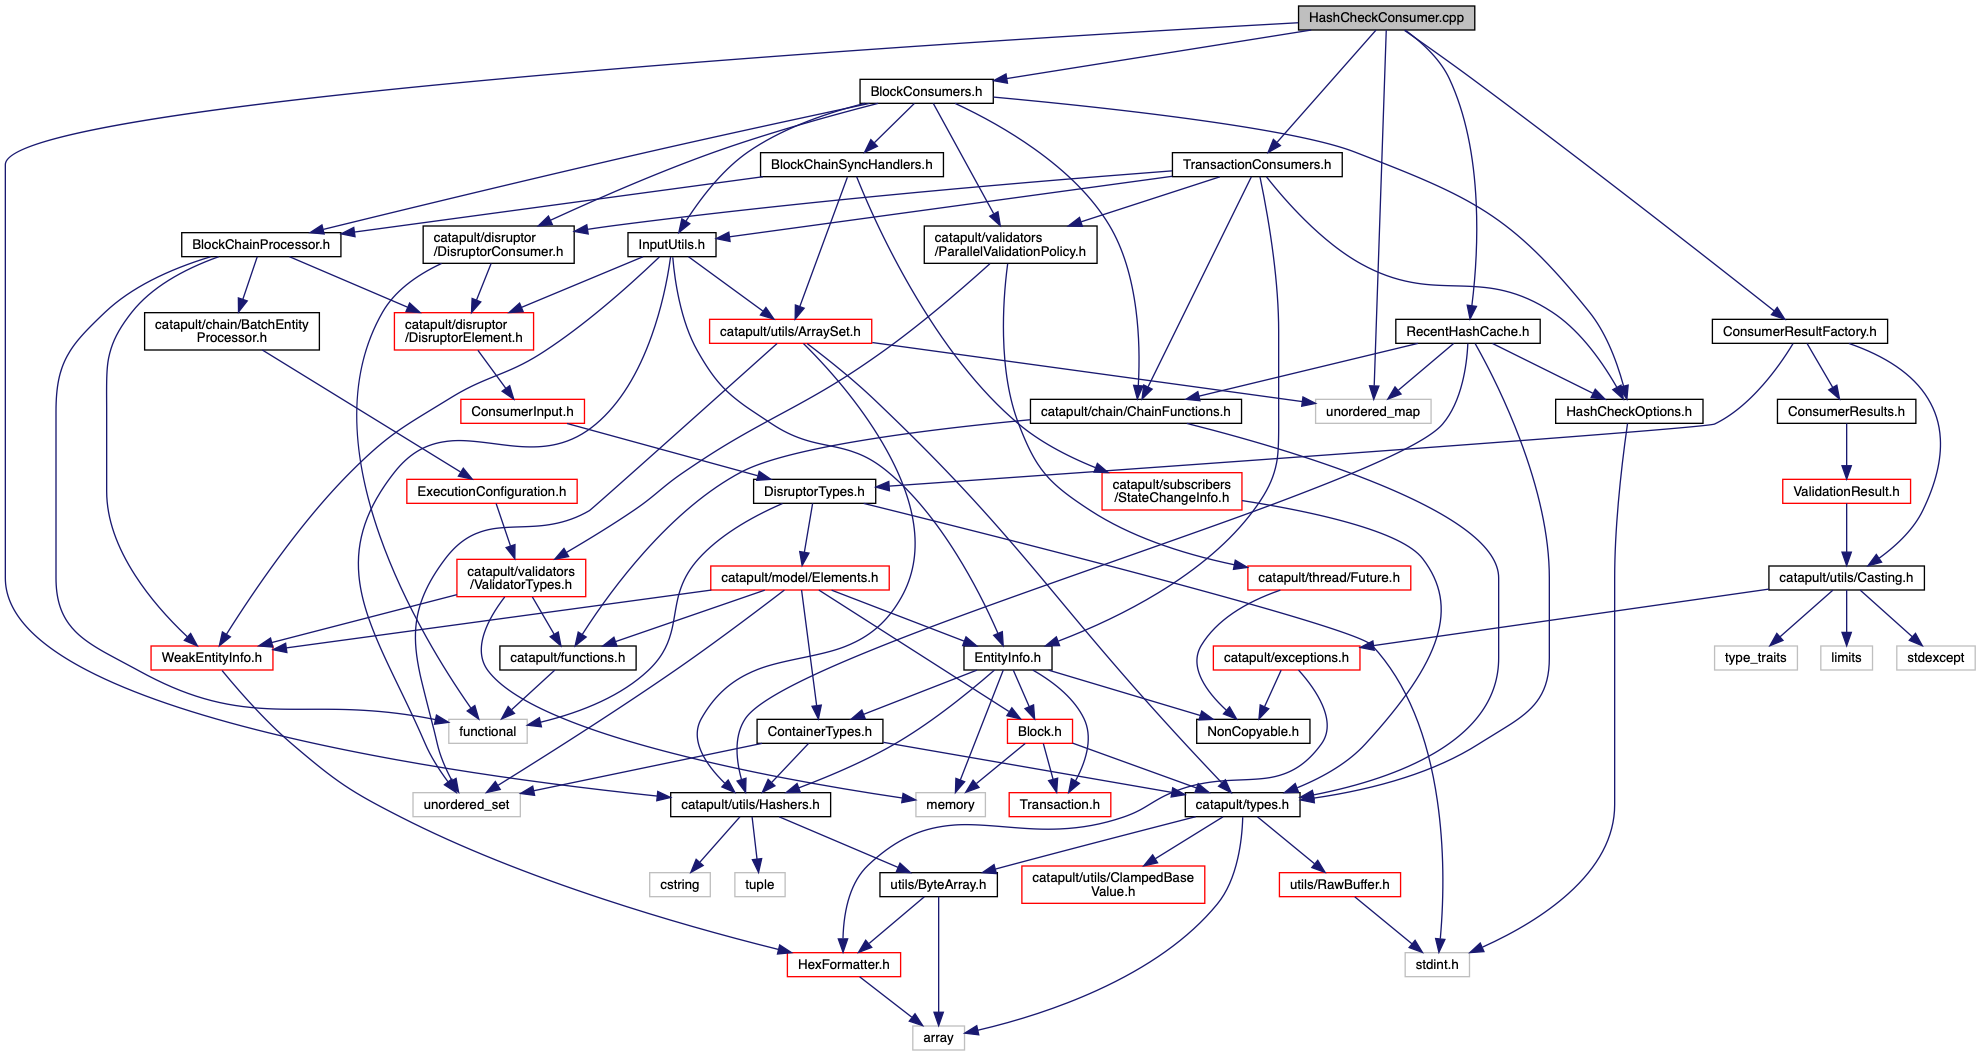 HashCheckConsumer.cpp
BlockConsumers.h
BlockChainSyncHandlers.h
TransactionConsumers.h
BlockChainProcessor.h
catapult/disruptor
/DisruptorConsumer.h
InputUtils.h
catapult/validators
/ParallelValidationPolicy.h
catapult/chain/BatchEntity
Processor.h
catapult/disruptor
/DisruptorElement.h
catapult/utils/ArraySet.h
RecentHashCache.h
ConsumerResultFactory.h
ConsumerInput.h
catapult/chain/ChainFunctions.h
unordered_map
HashCheckOptions.h
ConsumerResults.h
ExecutionConfiguration.h
DisruptorTypes.h
catapult/subscribers
/StateChangeInfo.h
ValidationResult.h
catapult/validators
/ValidatorTypes.h
catapult/model/Elements.h
catapult/thread/Future.h
catapult/utils/Casting.h
WeakEntityInfo.h
catapult/functions.h
EntityInfo.h
catapult/exceptions.h
type_traits
limits
stdexcept
functional
ContainerTypes.h
Block.h
NonCopyable.h
unordered_set
catapult/utils/Hashers.h
memory
Transaction.h
catapult/types.h
cstring
tuple
utils/ByteArray.h
catapult/utils/ClampedBase
Value.h
utils/RawBuffer.h
HexFormatter.h
stdint.h
array